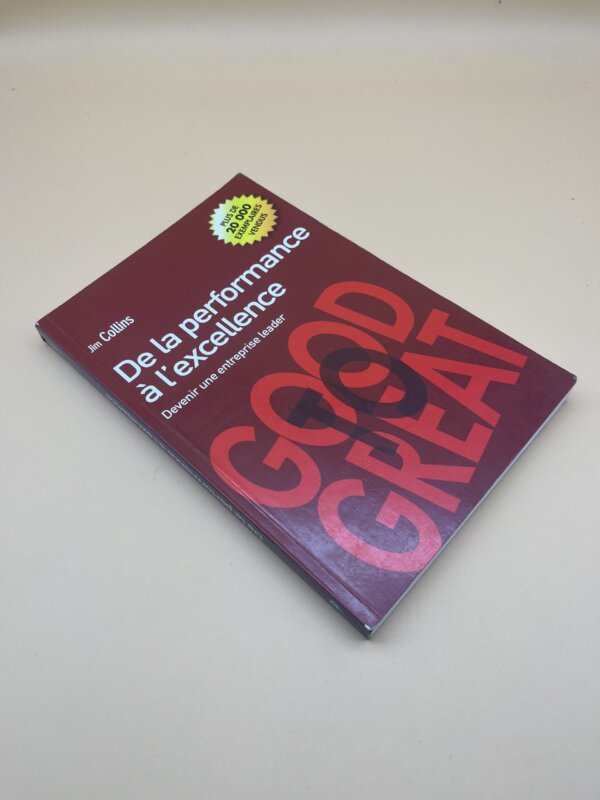 PLUS DE
20 000
EXEMPLAIRES
VENDUS
Jim Collins
De la performance
à l'excellence
Devenir une entreprise leader
GOOD
TO
GREAT